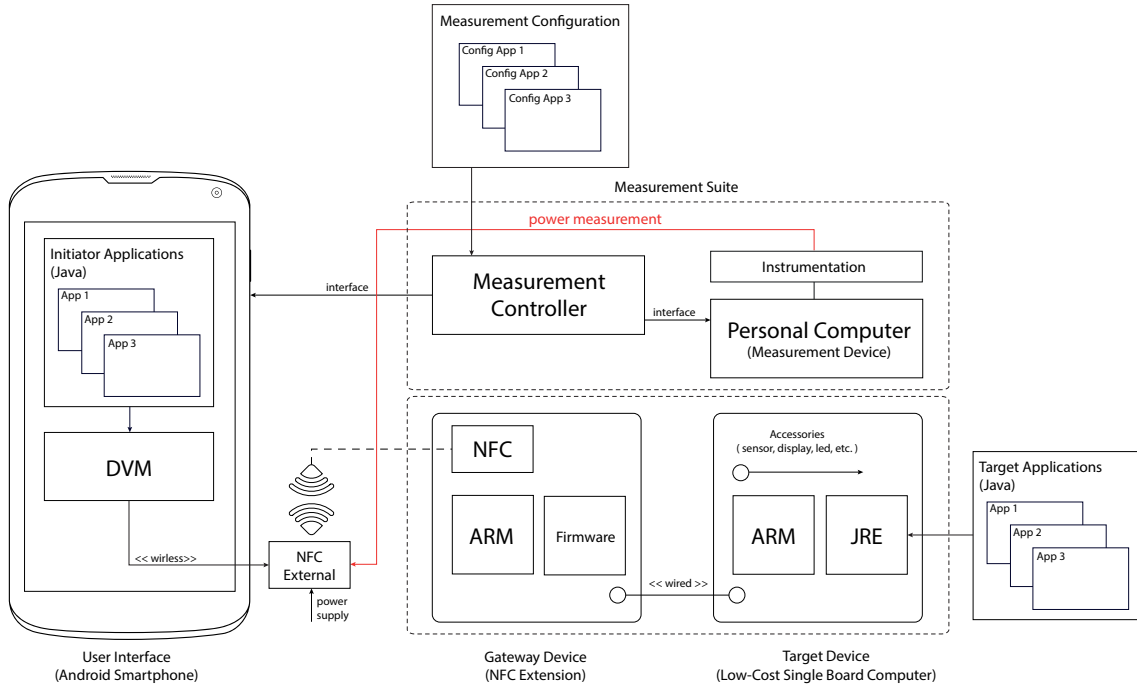 Measurement Configuration
Config App 1
Config App 2
Config App 3
Measurement Suite
power measurement
Initiator Applications
(Java)
App 1
App 2
App 3
DVM
interface
Measurement
Controller
interface
Instrumentation
Personal Computer
(Measurement Device)
NFC
ARM
Firmware
Accessories
( sensor, display, led, etc. )
ARM
JRE
Target Applications
(Java)
App 1
App 2
App 3
<< wirless>>
NFC
External
power
supply
<< wired >>
User Interface
(Android Smartphone)
Gateway Device
(NFC Extension)
Target Device
(Low-Cost Single Board Computer)